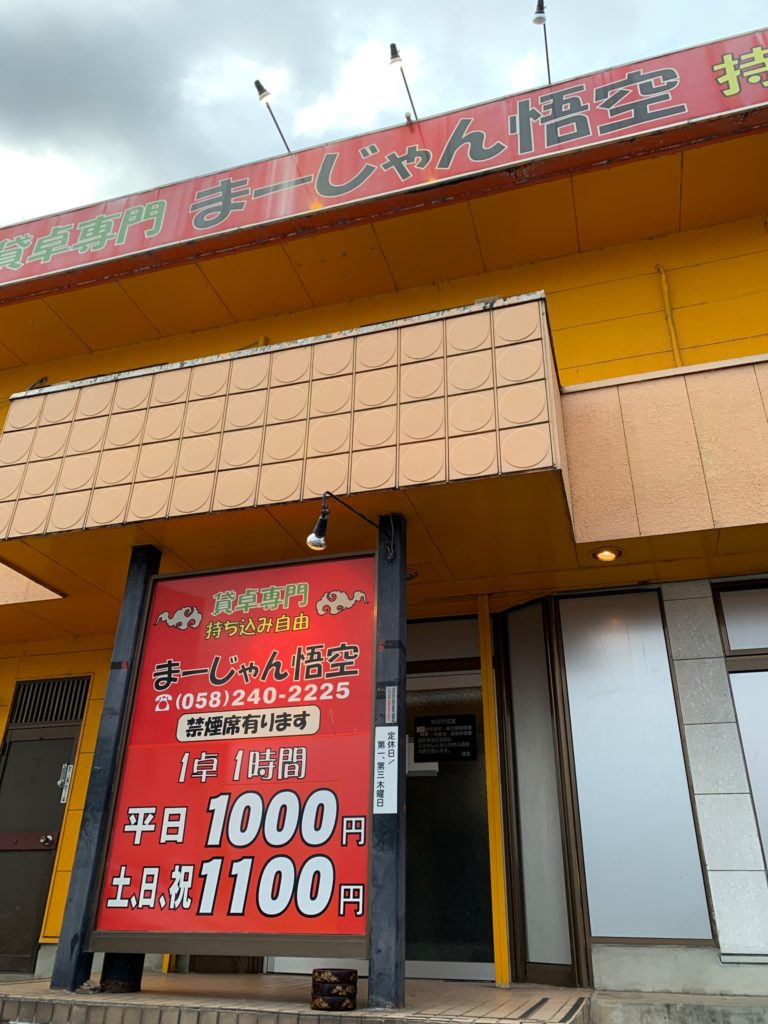 貸卓専門 まーじゃん悟空 持
貸卓専門
持ち込み自由
まーじゃん悟空
☎(058)240-2225
禁煙席有ります
1卓 1時間
平日 1000円
土、日、祝 1100円
定休日/
第一、第三 木曜日
NOTICE